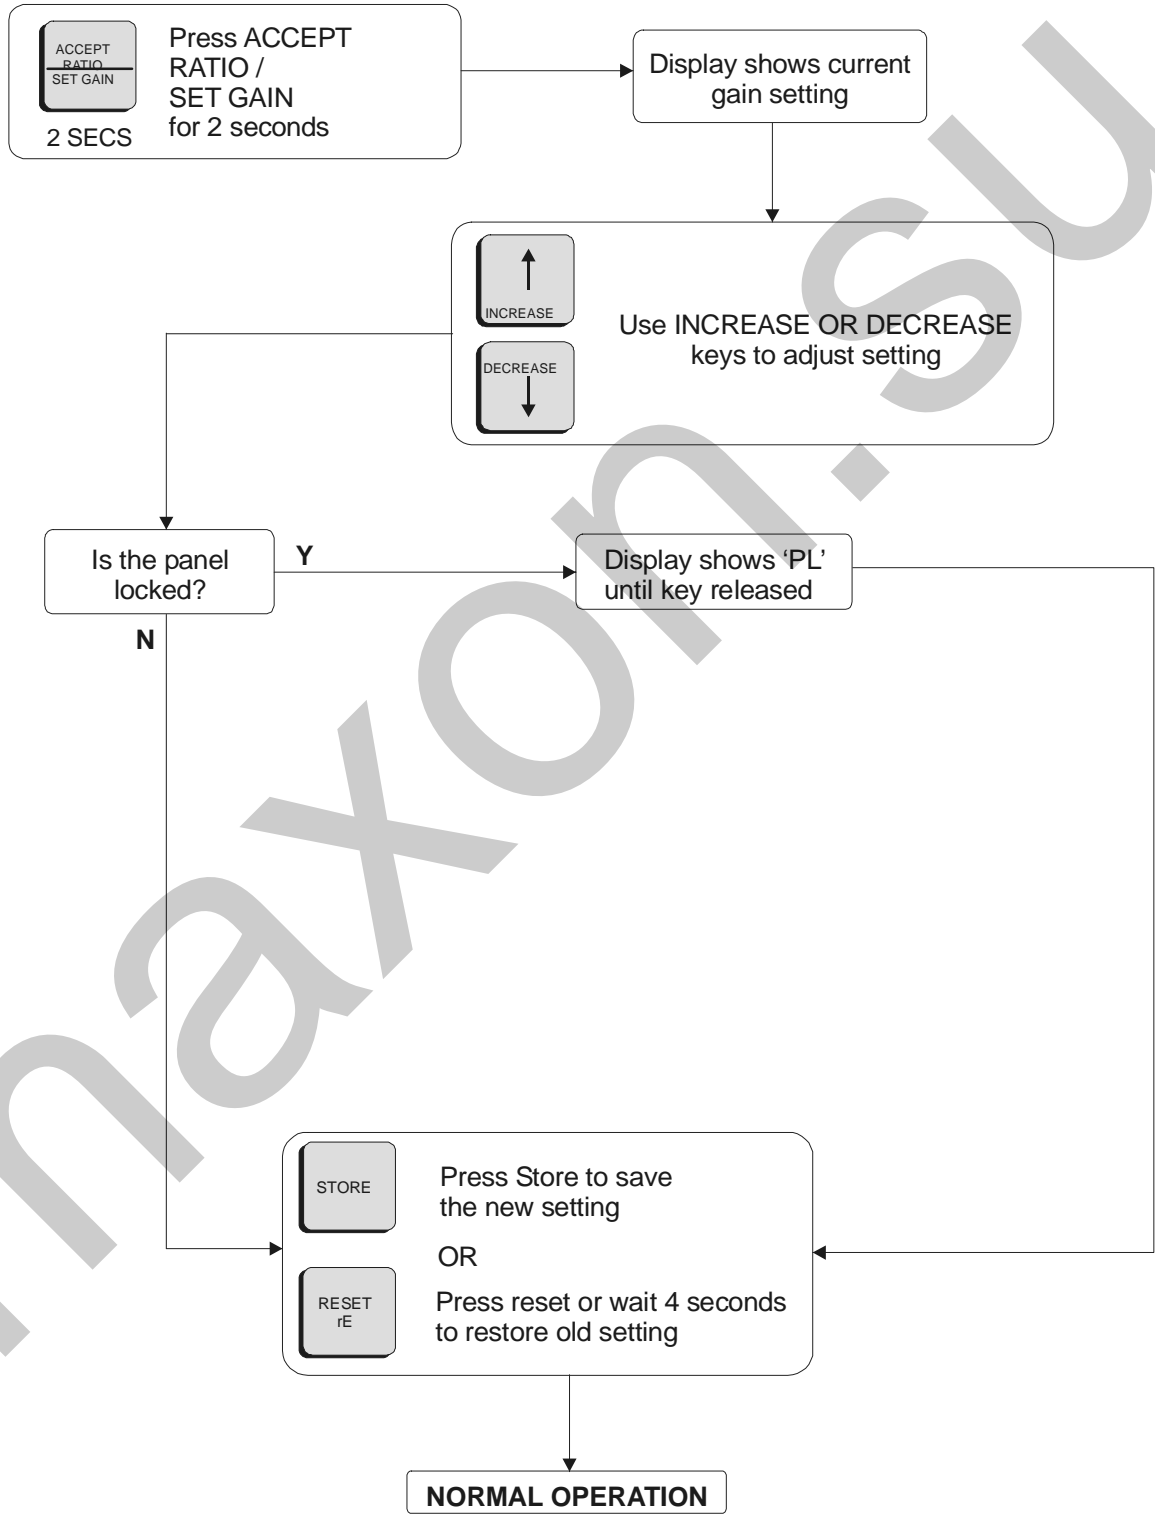 ACCEPT
RATIO
SET GAIN
2 SECS
Press ACCEPT
RATIO /
SET GAIN
for 2 seconds
Display shows current
gain setting
INCREASE
DECREASE
Use INCREASE OR DECREASE
keys to adjust setting
Is the panel
locked?
Y
N
Display shows ‘PL’
until key released
STORE
Press Store to save
the new setting
OR
RESET
rE
Press reset or wait 4 seconds
to restore old setting
NORMAL OPERATION
maxon.su